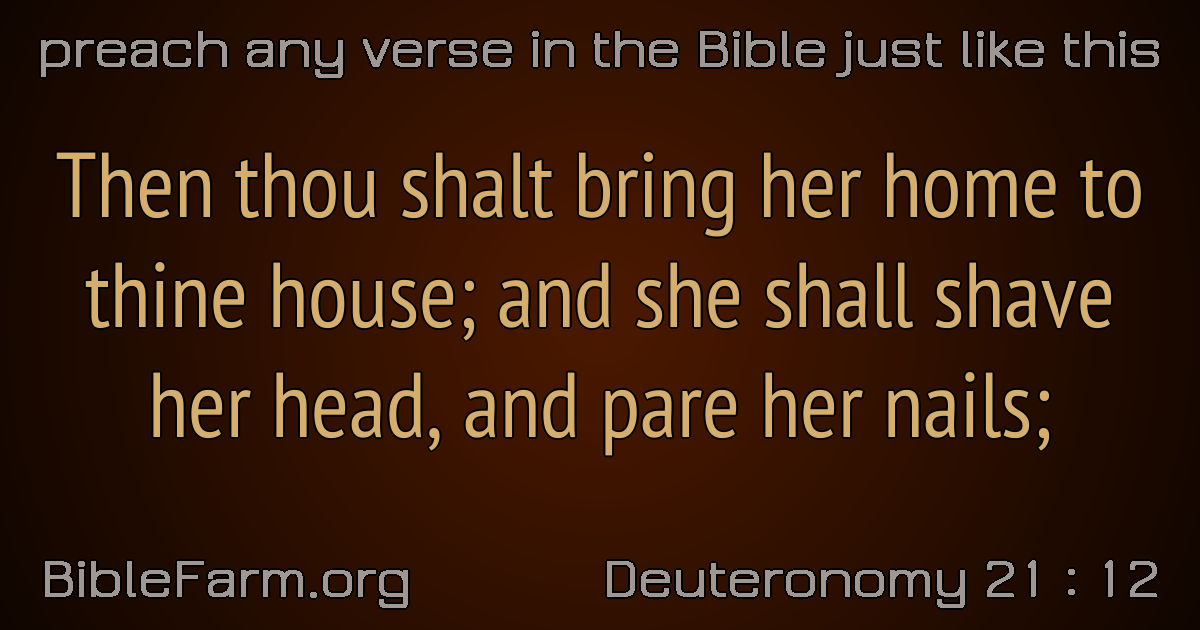 preach any verse in the Bible just like this
Then thou shalt bring her home to
thine house; and she shall shave
her head, and pare her nails;
BibleFarm.org
Deuteronomy 21 : 12